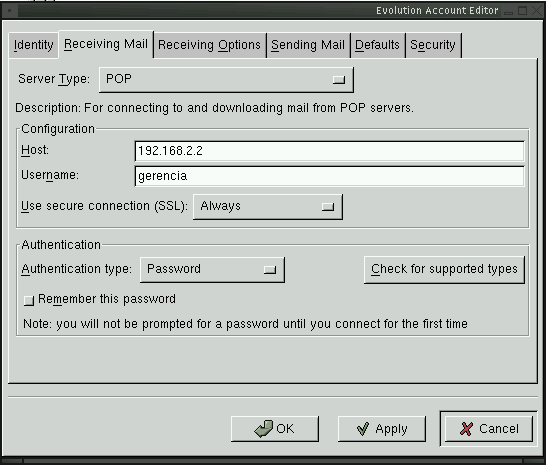 Evolution Account Editor
Identity Receiving Mail Receiving Options Sending Mail Defaults Security
Server Type: POP
Description: For connecting to and downloading mail from POP servers.
Configuration
Host: 192.168.2.2
Username: gerencia
Use secure connection (SSL): Always
Authentication
Authentication type: Password Check for supported types
Remember this password
Note: you will not be prompted for a password until you connect for the first time
OK Apply Cancel